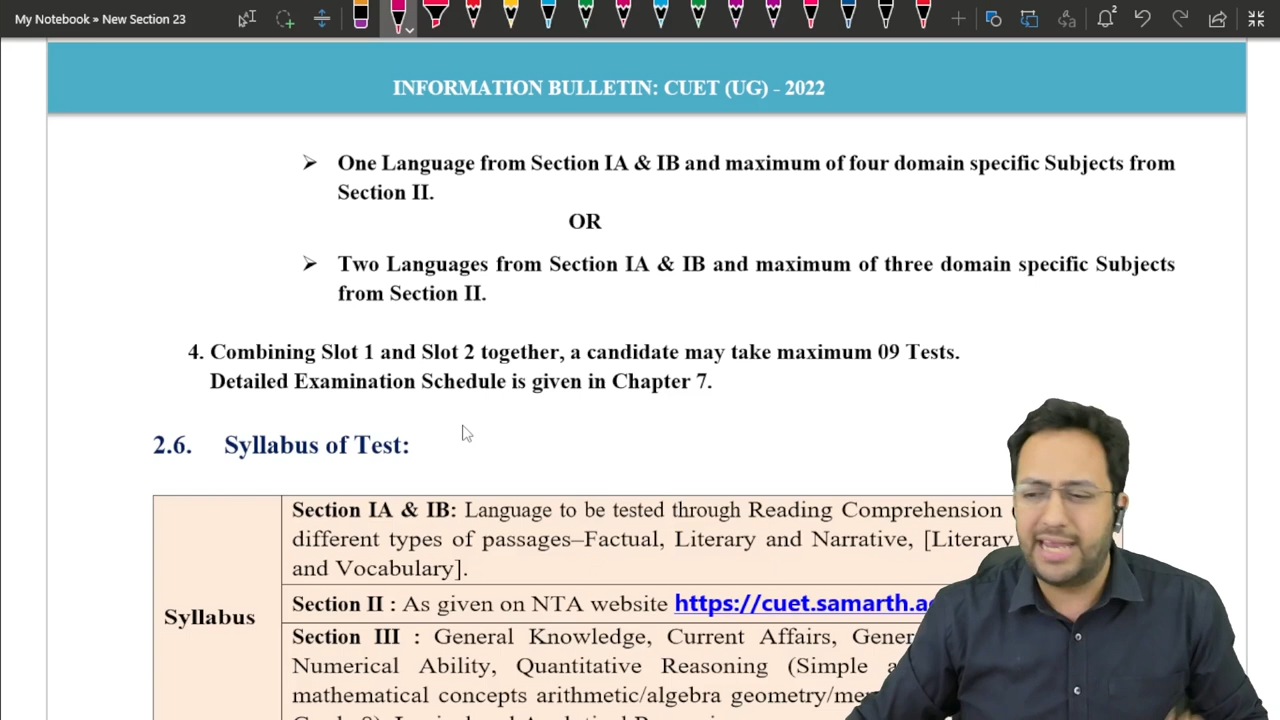 My Notebook » New Section 23
2
INFORMATION BULLETIN: CUET (UG) - 2022
One Language from Section IA & IB and maximum of four domain specific Subjects from
Section II.
OR
Two Languages from Section IA & IB and maximum of three domain specific Subjects
from Section II.
4. Combining Slot 1 and Slot 2 together, a candidate may take maximum 09 Tests.
Detailed Examination Schedule is given in Chapter 7.
2.6. Syllabus of Test:
Syllabus
Section IA & IB: Language to be tested through Reading Comprehension
different types of passages–Factual, Literary and Narrative, [Literary
and Vocabulary].
Section II : As given on NTA website https://cuet.samarth.a
Section III : General Knowledge, Current Affairs, Gener
Numerical Ability, Quantitative Reasoning (Simple
mathematical concepts arithmetic/algebra geometry/me